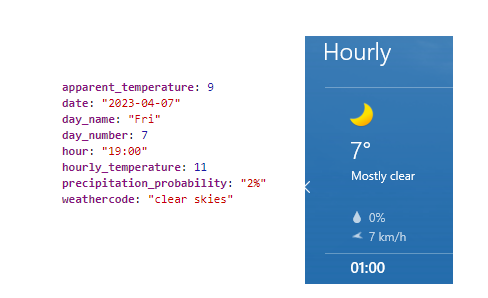 apparent_temperature: 9
date: "2023-04-07"
day_name: "Fri"
day_number: 7
hour: "19:00"
hourly_temperature: 11
precipitation_probability: "2%"
weathercode: "clear skies"
Hourly
7°
Mostly clear
0%
7 km/h
01:00